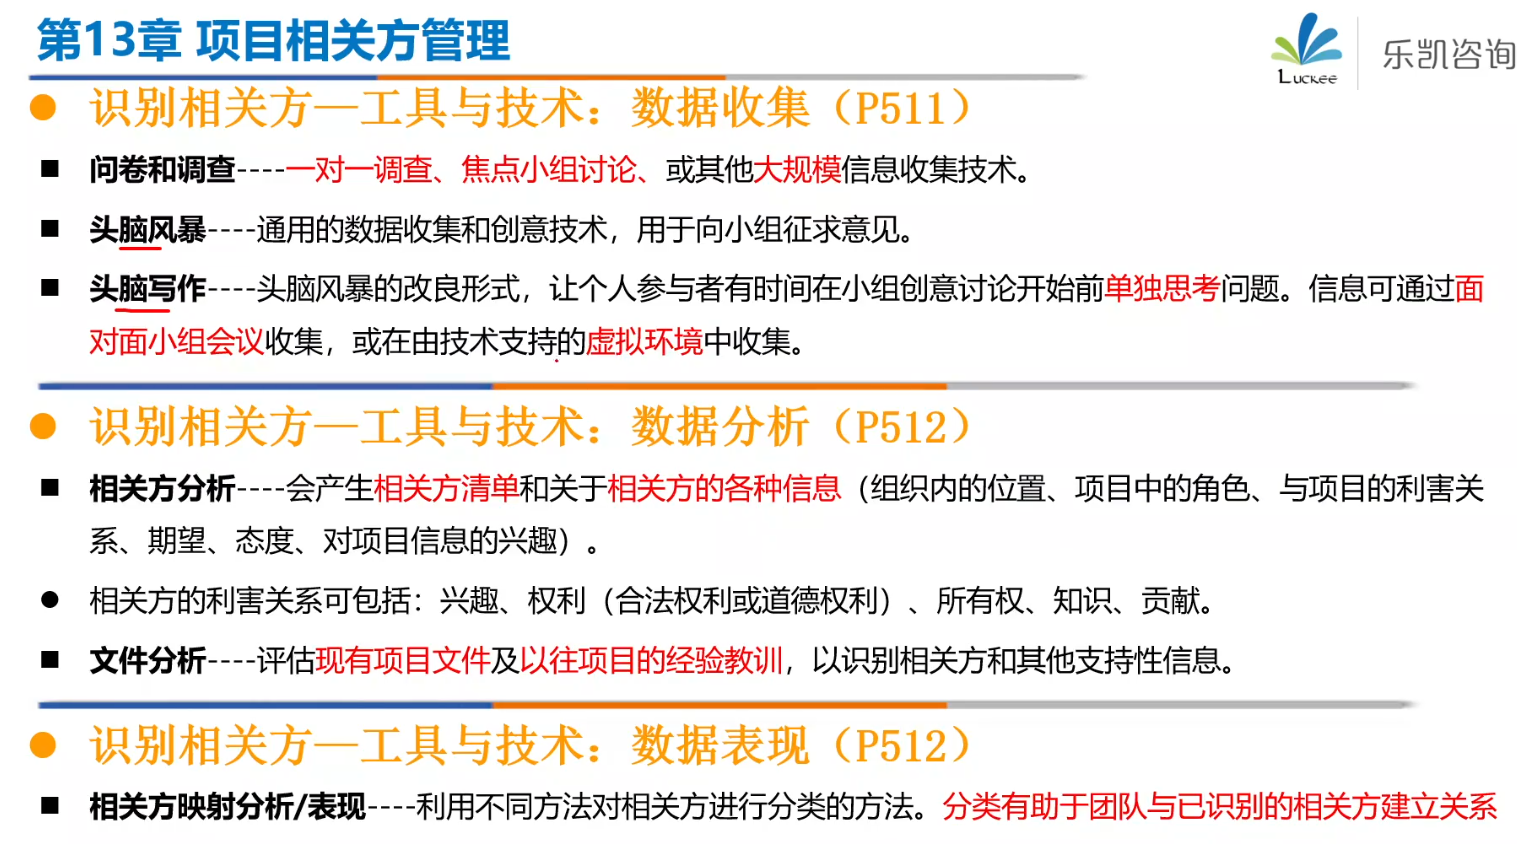 第13章 项目相关方管理
Luckee
乐凯咨询
识别相关方—工具与技术：数据收集（P511）
问卷和调查----一对一调查、焦点小组讨论、或其他大规模信息收集技术。
头脑风暴----通用的数据收集和创意技术，用于向小组征求意见。
头脑写作----头脑风暴的改良形式，让个人参与者有时间在小组创意讨论开始前单独思考问题。信息可通过面
对面小组会议收集，或在由技术支持的虚拟环境中收集。
识别相关方—工具与技术：数据分析（P512）
相关方分析----会产生相关方清单和关于相关方的各种信息（组织内的位置、项目中的角色、与项目的利害关
系、期望、态度、对项目信息的兴趣）。
相关方的利害关系可包括：兴趣、权利（合法权利或道德权利）、所有权、知识、贡献。
文件分析----评估现有项目文件及以往项目的经验教训，以识别相关方和其他支持性信息。
识别相关方—工具与技术：数据表现（P512）
相关方映射分析/表现----利用不同方法对相关方进行分类的方法。分类有助于团队与已识别的相关方建立关系